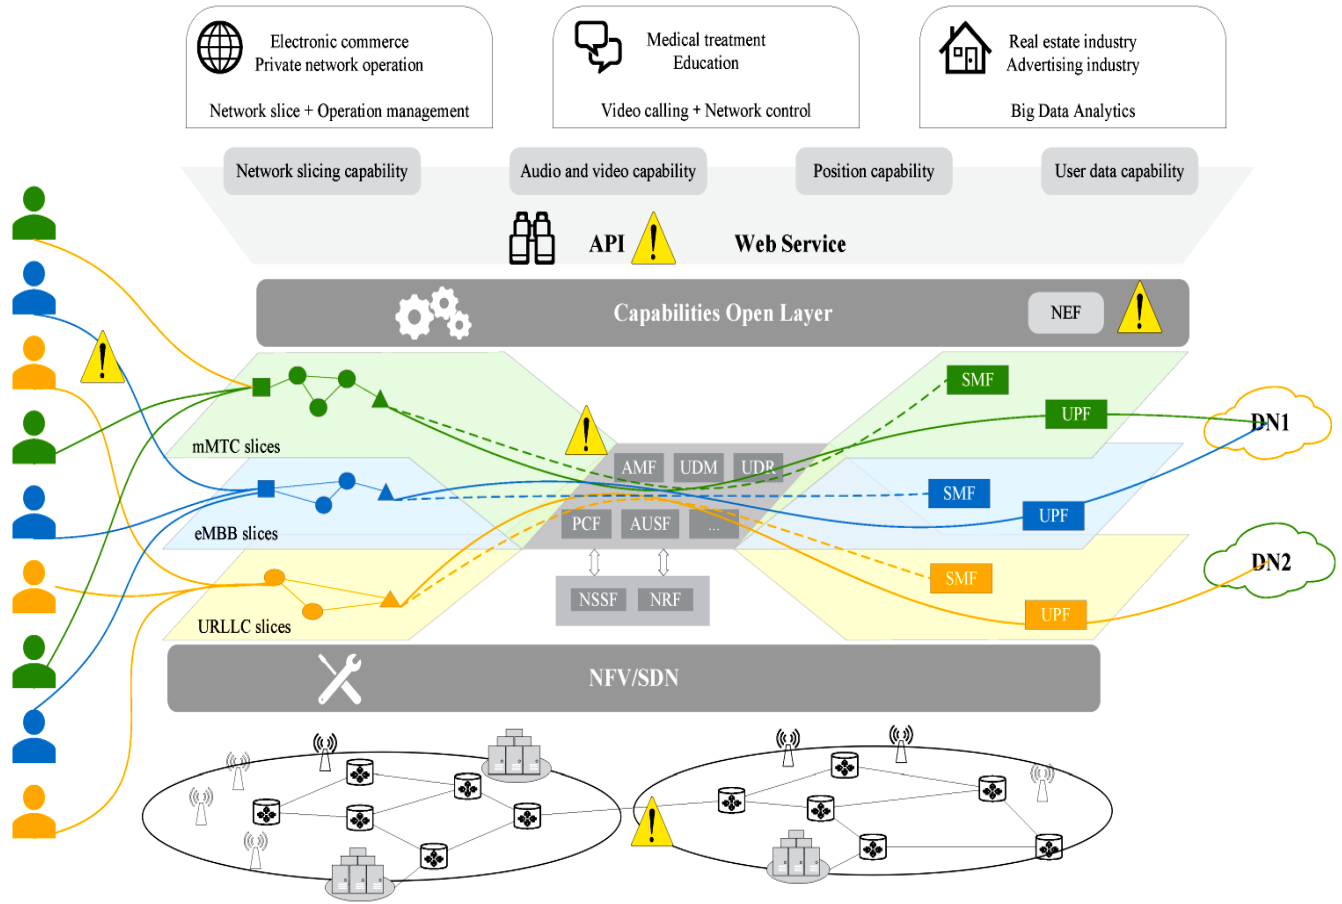 Electronic commerce
Private network operation
Network slice + Operation management
Medical treatment
Education
Video calling + Network control
Real estate industry
Advertising industry
Big Data Analytics
Network slicing capability
Audio and video capability
Position capability
User data capability
API
Web Service
Capabilities Open Layer
NEF
SMF
UPF
DN1
mMTC slices
AMF
UDM
UDR
SMF
UPF
eMBB slices
PCF
AUSF
...
SMF
DN2
NSSF
NRF
UPF
URLLC slices
NFV/SDN